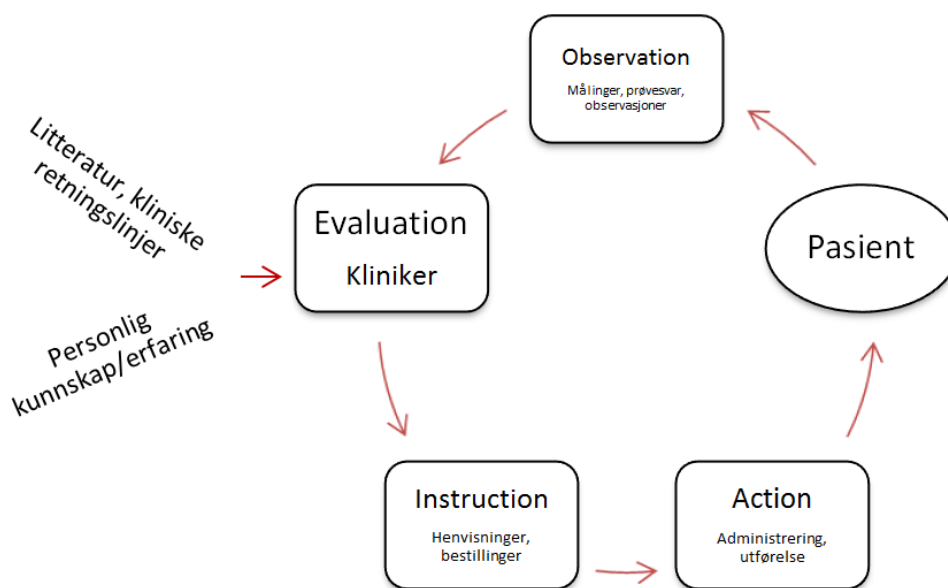 Observation
Målinger, prøvesvar,
observasjoner
Litteratur, kliniske
retningslinjer
Evaluation
Kliniker
Pasient
Personlig
kunnskap/erfaring
Instruction
Henvisninger,
bestillinger
Action
Administrering,
utførelse